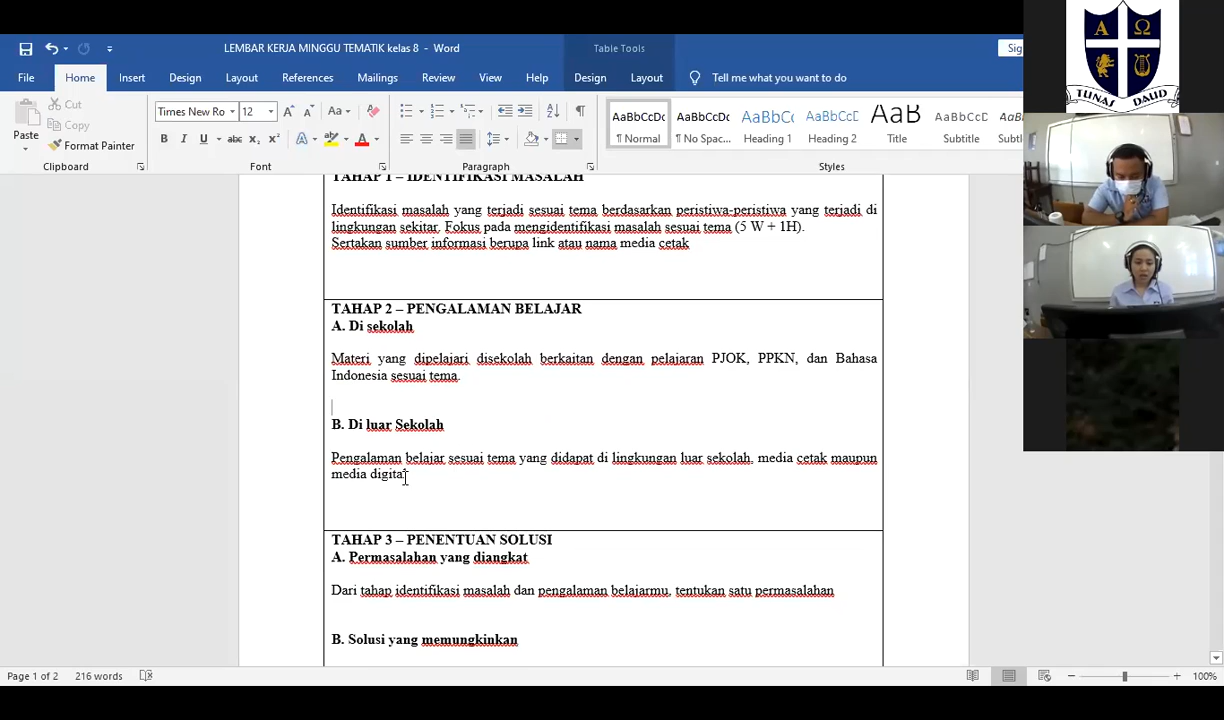 LEMBAR KERJA MINGGU TEMATIK kelas 8 - Word
Table Tools
File Home Insert Design Layout References Mailings Review View Help Design Layout Tell me what you want to do
Paste
Cut
Copy
Format Painter
Clipboard
Times New Ro 12
Font
Paragraph
AaBbCcDc AaBbCcDc AaBbCc AaBbCcD AaB AaBbCcD
¶ Normal ¶ No Spac... Heading 1 Heading 2 Title Subtitle
Styles
TAHAP 1 – IDENTIFIKASI MASALAH
Identifikasi masalah yang terjadi sesuai tema berdasarkan peristiwa-peristiwa yang terjadi di
lingkungan sekitar. Fokus pada mengidentifikasi masalah sesuai tema (5 W + 1H).
Sertakan sumber informasi berupa link atau nama media cetak
TAHAP 2 – PENGALAMAN BELAJAR
A. Di sekolah
Materi yang dipelajari disekolah berkaitan dengan pelajaran PJOK, PPKN, dan Bahasa
Indonesia sesuai tema.
B. Di luar Sekolah
Pengalaman belajar sesuai tema yang didapat di lingkungan luar sekolah, media cetak maupun
media digital
TAHAP 3 – PENENTUAN SOLUSI
A. Permasalahan yang diangkat
Dari tahap identifikasi masalah dan pengalaman belajarmu, tentukan satu permasalahan
B. Solusi yang memungkinkan
Page 1 of 2 216 words
100%
Α Ω
TUNAS DAUD